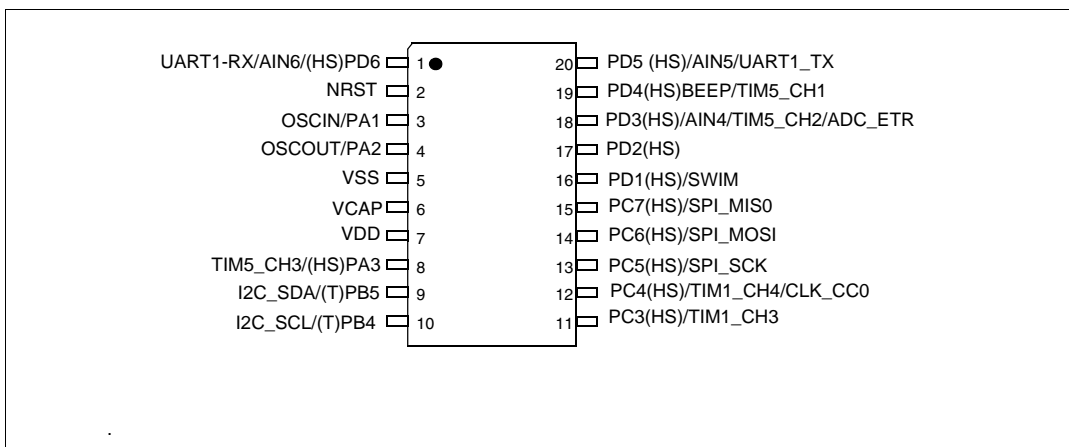 UART1-RX/AIN6/(HS)PD6 1 20 PD5 (HS)/AIN5/UART1_TX
NRST 2 19 PD4(HS)BEEP/TIM5_CH1
OSCIN/PA1 3 18 PD3(HS)/AIN4/TIM5_CH2/ADC_ETR
OSCOUT/PA2 4 17 PD2(HS)
VSS 5 16 PD1(HS)/SWIM
VCAP 6 15 PC7(HS)/SPI_MIS0
VDD 7 14 PC6(HS)/SPI_MOSI
TIM5_CH3/(HS)PA3 8 13 PC5(HS)/SPI_SCK
I2C_SDA/(T)PB5 9 12 PC4(HS)/TIM1_CH4/CLK_CC0
I2C_SCL/(T)PB4 10 11 PC3(HS)/TIM1_CH3
.